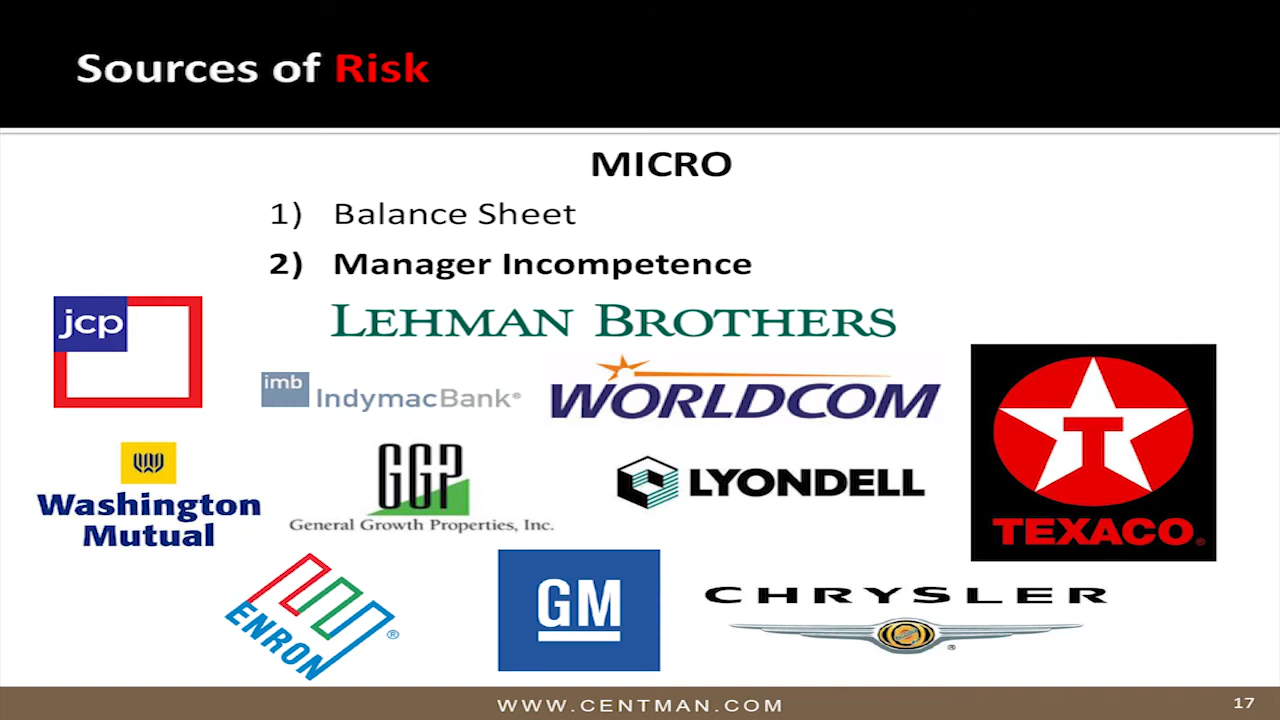 Sources of Risk
MICRO
1) Balance Sheet
2) Manager Incompetence
jcp
LEHMAN BROTHERS
imb
IndymacBank®
WORLDCOM
TEXACO®
T
W
Washington
Mutual
GGP
General Growth Properties, Inc.
LYONDELL
ENRON®
GM
CHRYSLER
®
WWW.CENTMAN.COM
17